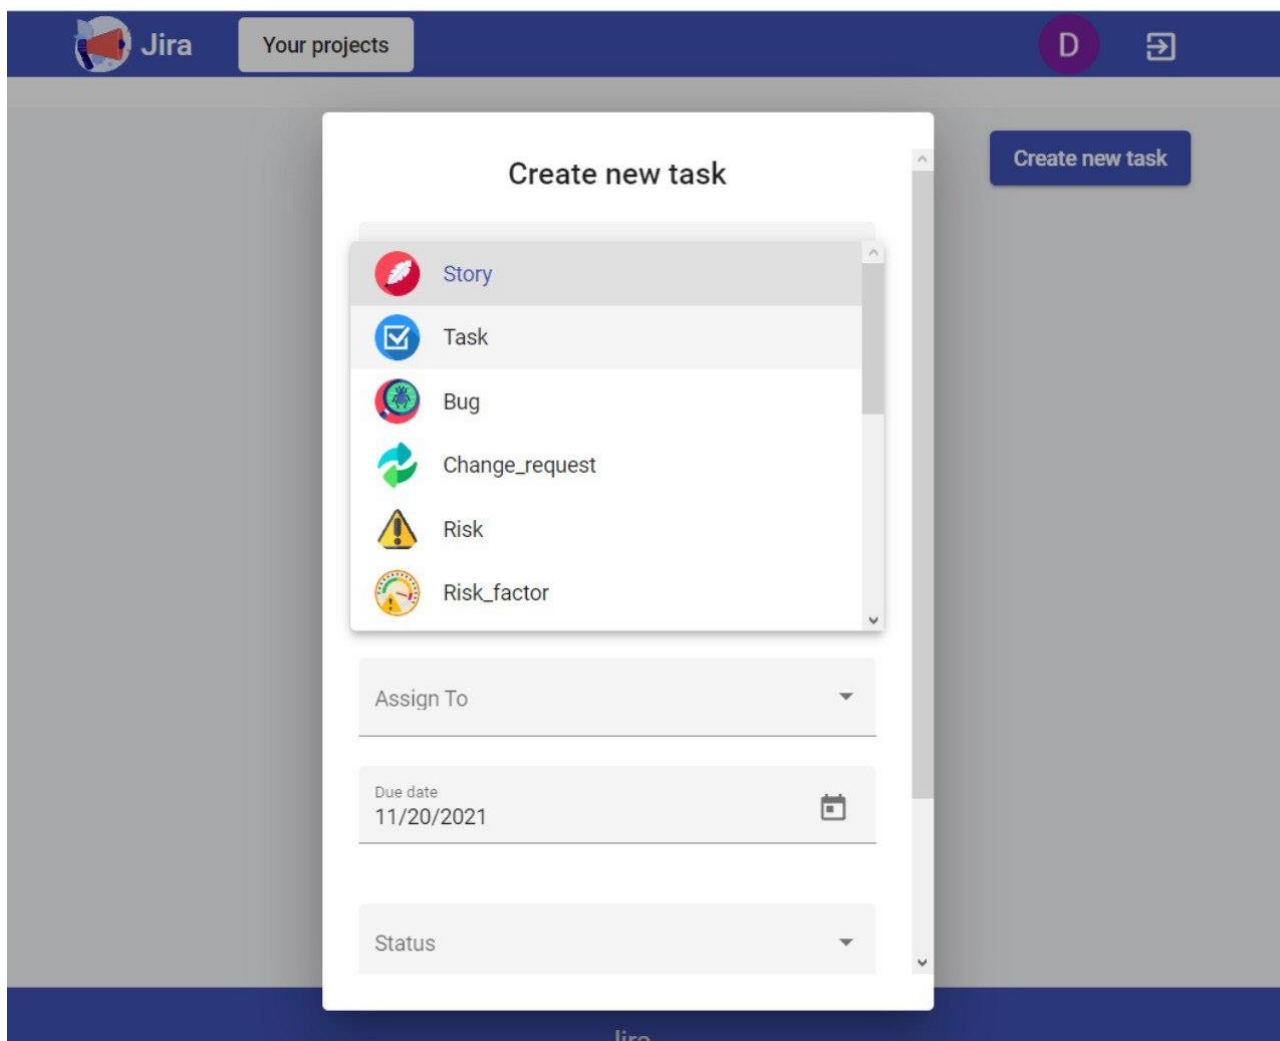 Jira
Your projects
D
Create new task
Create new task
Story
Task
Bug
Change_request
Risk
Risk_factor
Assign To
Due date
11/20/2021
Status
Jira